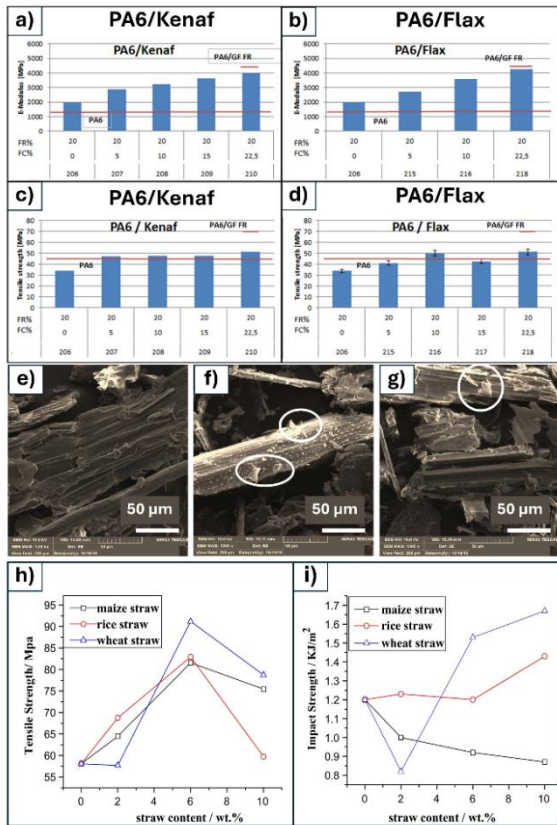 a)
PA6/Kenaf
PA6/Kenaf
PA6/GF FR
PA6
E-Modulus [MPa]
6000
5000
4000
3000
2000
1000
0
FR%
20 20 20 20 20
FC%
0 5 10 15 22,5
206 207 208 209 210
b)
PA6/Flax
PA6/Flax
PA6/GF FR
PA6
E-Modulus [MPa]
6000
5000
4000
3000
2000
1000
0
FR%
20 20 20 20
FC%
0 5 10 22,5
206 215 216 218
c)
PA6/Kenaf
PA6 / Kenaf
PA6/GF FR
PA6
Tensile strength [MPa]
80
70
60
50
40
30
20
10
0
FR%
20 20 20 20 20
FC%
0 5 10 15 22,5
206 207 208 209 210
d)
PA6/Flax
PA6 / Flax
PA6/GF FR
PA6
Tensile strength [MPa]
80
70
60
50
40
30
20
10
0
FR%
20 20 20 20 20
FC%
0 5 10 15 22,5
206 215 216 217 218
e)
50 µm
f)
50 µm
g)
50 µm
h)
maize straw
rice straw
wheat straw
Tensile Strength/ Mpa
95
90
85
80
75
70
65
60
55
0 2 4 6 8 10
straw content / wt.%
i)
maize straw
rice straw
wheat straw
Impact Strength / KJ/m²
1.7
1.6
1.5
1.4
1.3
1.2
1.1
1.0
0.9
0.8
0 2 4 6 8 10
straw content / wt.%